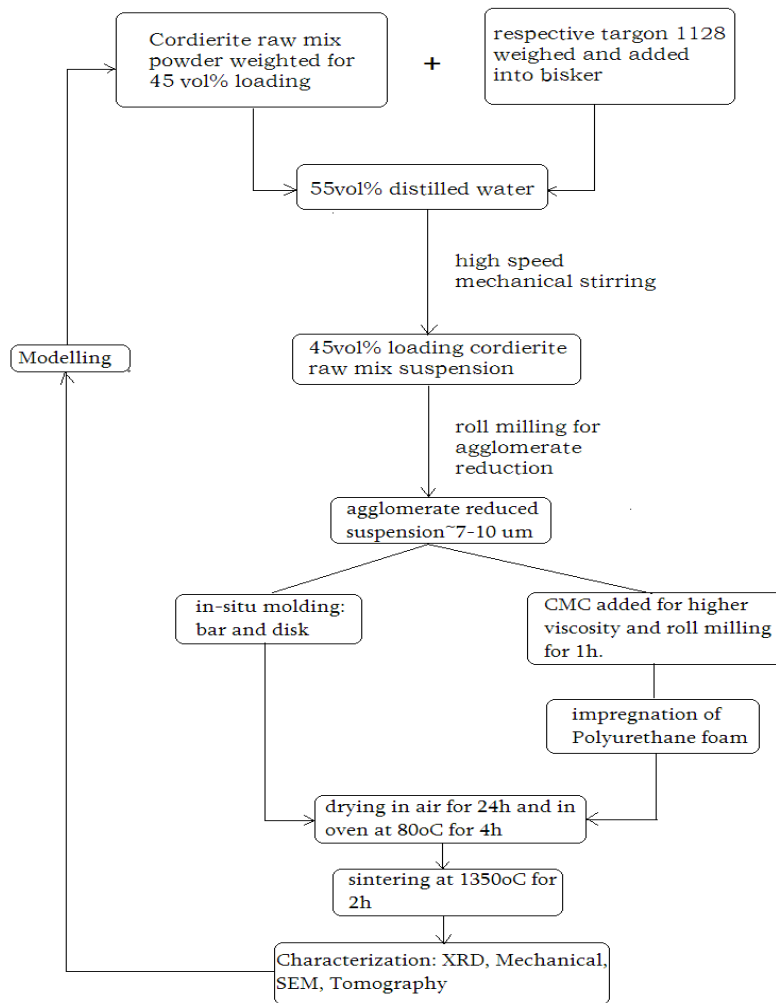 Cordierite raw mix
powder weighted for
45 vol% loading
+
respective targon 1128
weighed and added
into bisker
55vol% distilled water
high speed
mechanical stirring
Modelling
45vol% loading cordierite
raw mix suspension
roll milling for
agglomerate
reduction
agglomerate reduced
suspension~7-10 um
in-situ molding:
bar and disk
CMC added for higher
viscosity and roll milling
for 1h.
impregnation of
Polyurethane foam
drying in air for 24h and in
oven at 80oC for 4h
sintering at 1350oC for
2h
Characterization: XRD, Mechanical,
SEM, Tomography